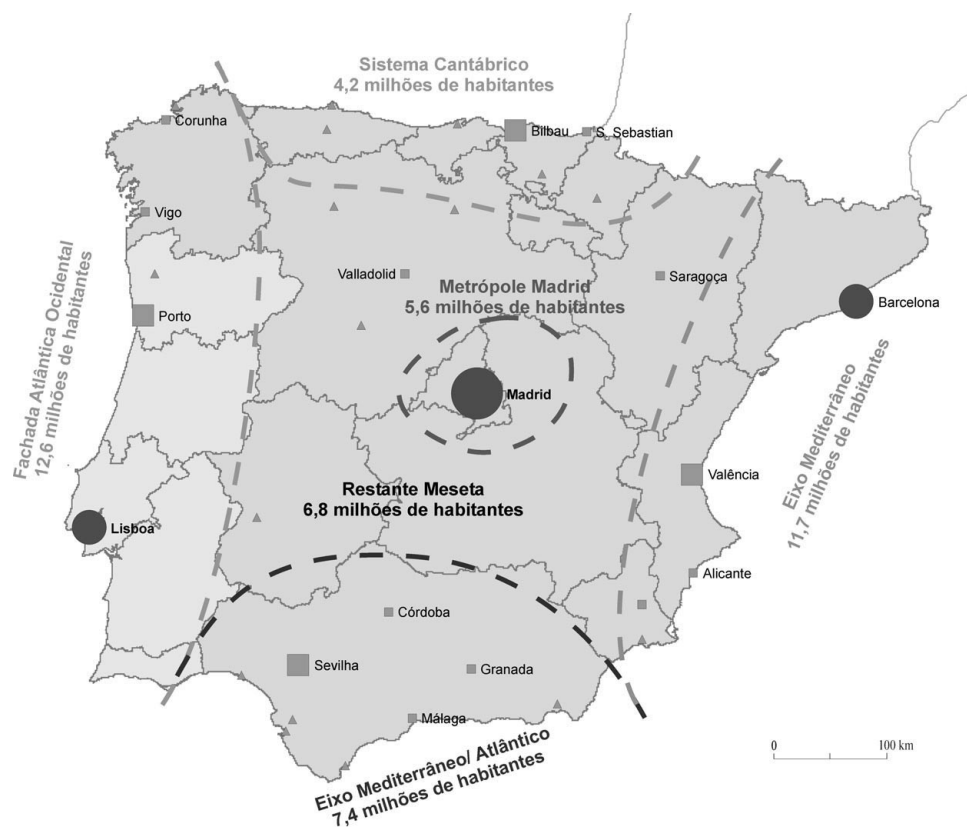 Sistema Cantábrico
4,2 milhões de habitantes
Corunha
Bilbau
S. Sebastian
Vigo
Valladolid
Saragoça
Metrópole Madrid
5,6 milhões de habitantes
Porto
Barcelona
Fachada Atlântica Ocidental
12,6 milhões de habitantes
Madrid
Eixo Mediterrâneo
11,7 milhões de habitantes
Valência
Restante Meseta
6,8 milhões de habitantes
Lisboa
Alicante
Córdoba
Sevilha
Granada
Málaga
Eixo Mediterrâneo/ Atlântico
7,4 milhões de habitantes
0 100 km